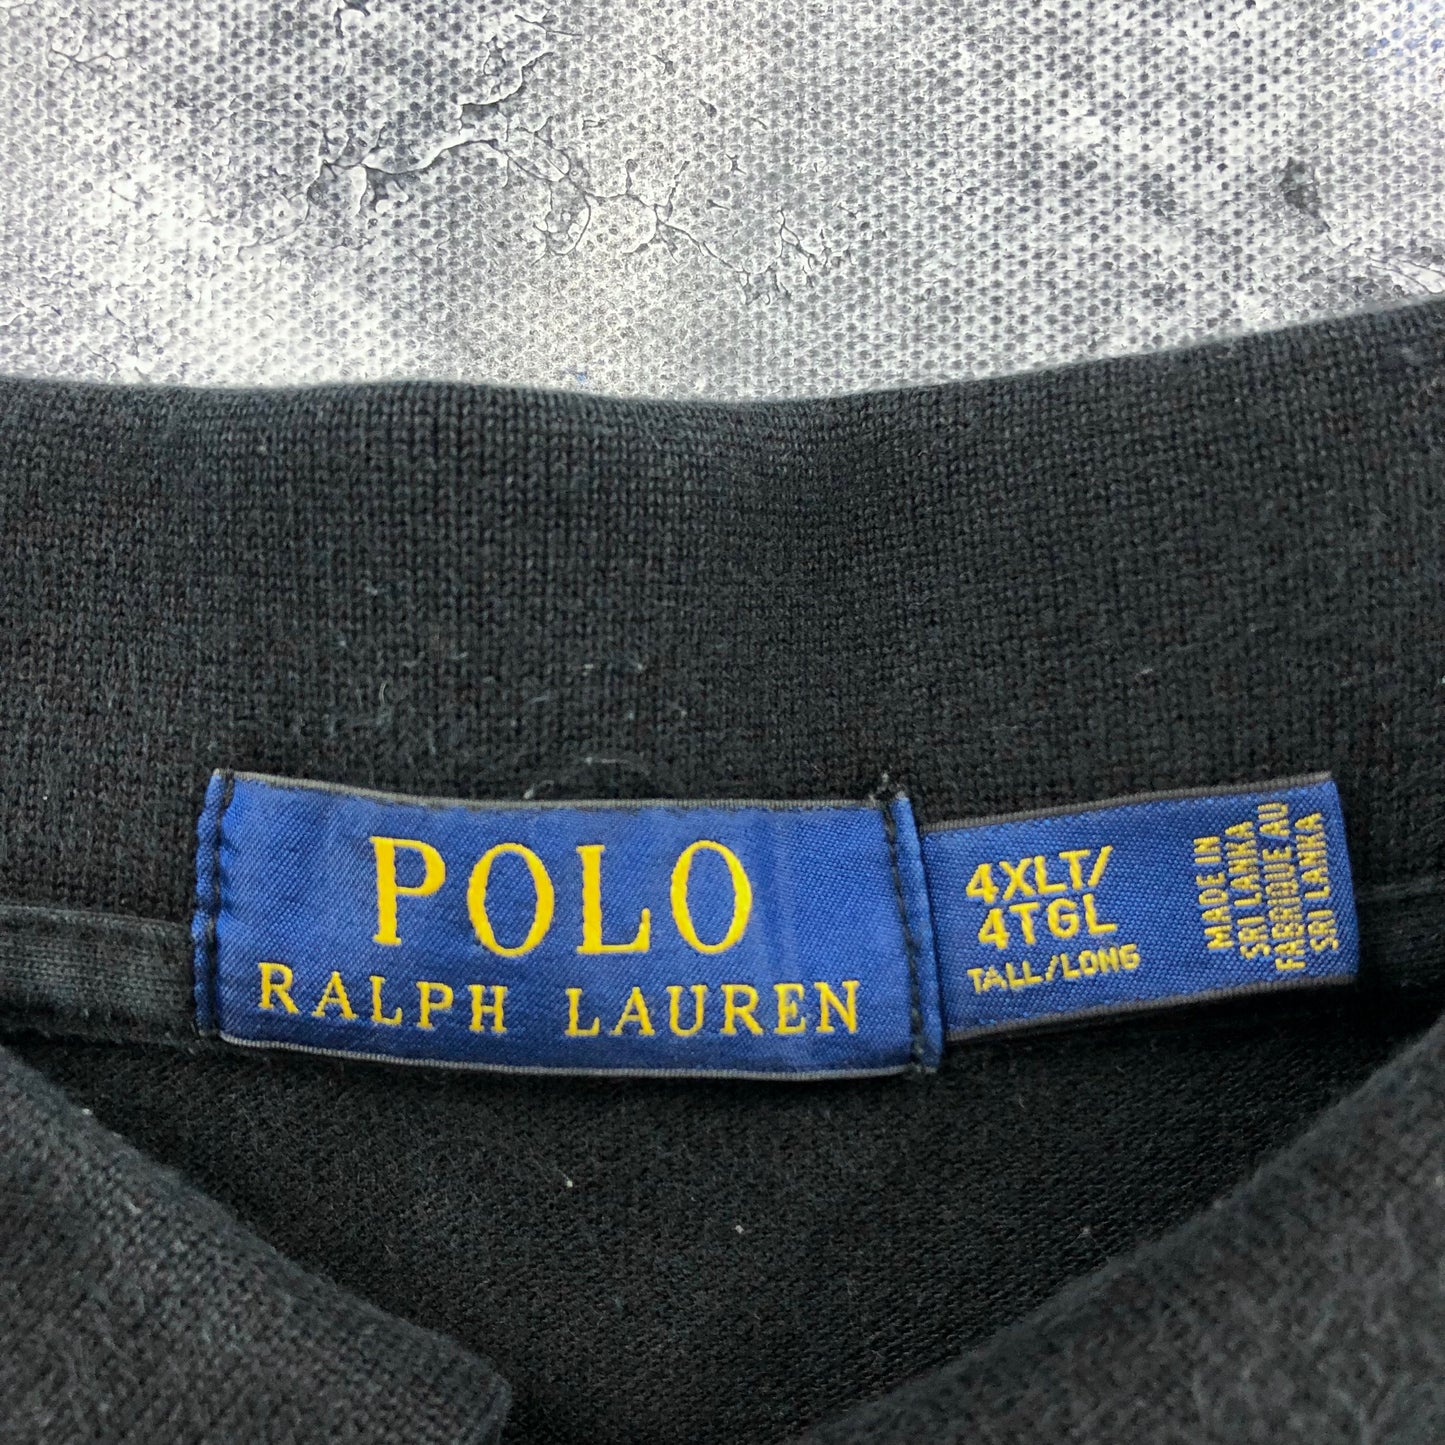 POLO
RALPH LAUREN
4XLT/
4TGL
TALL/LONG
MADE IN
SRI LANKA
FABRIQUE AU
SRI LANKA